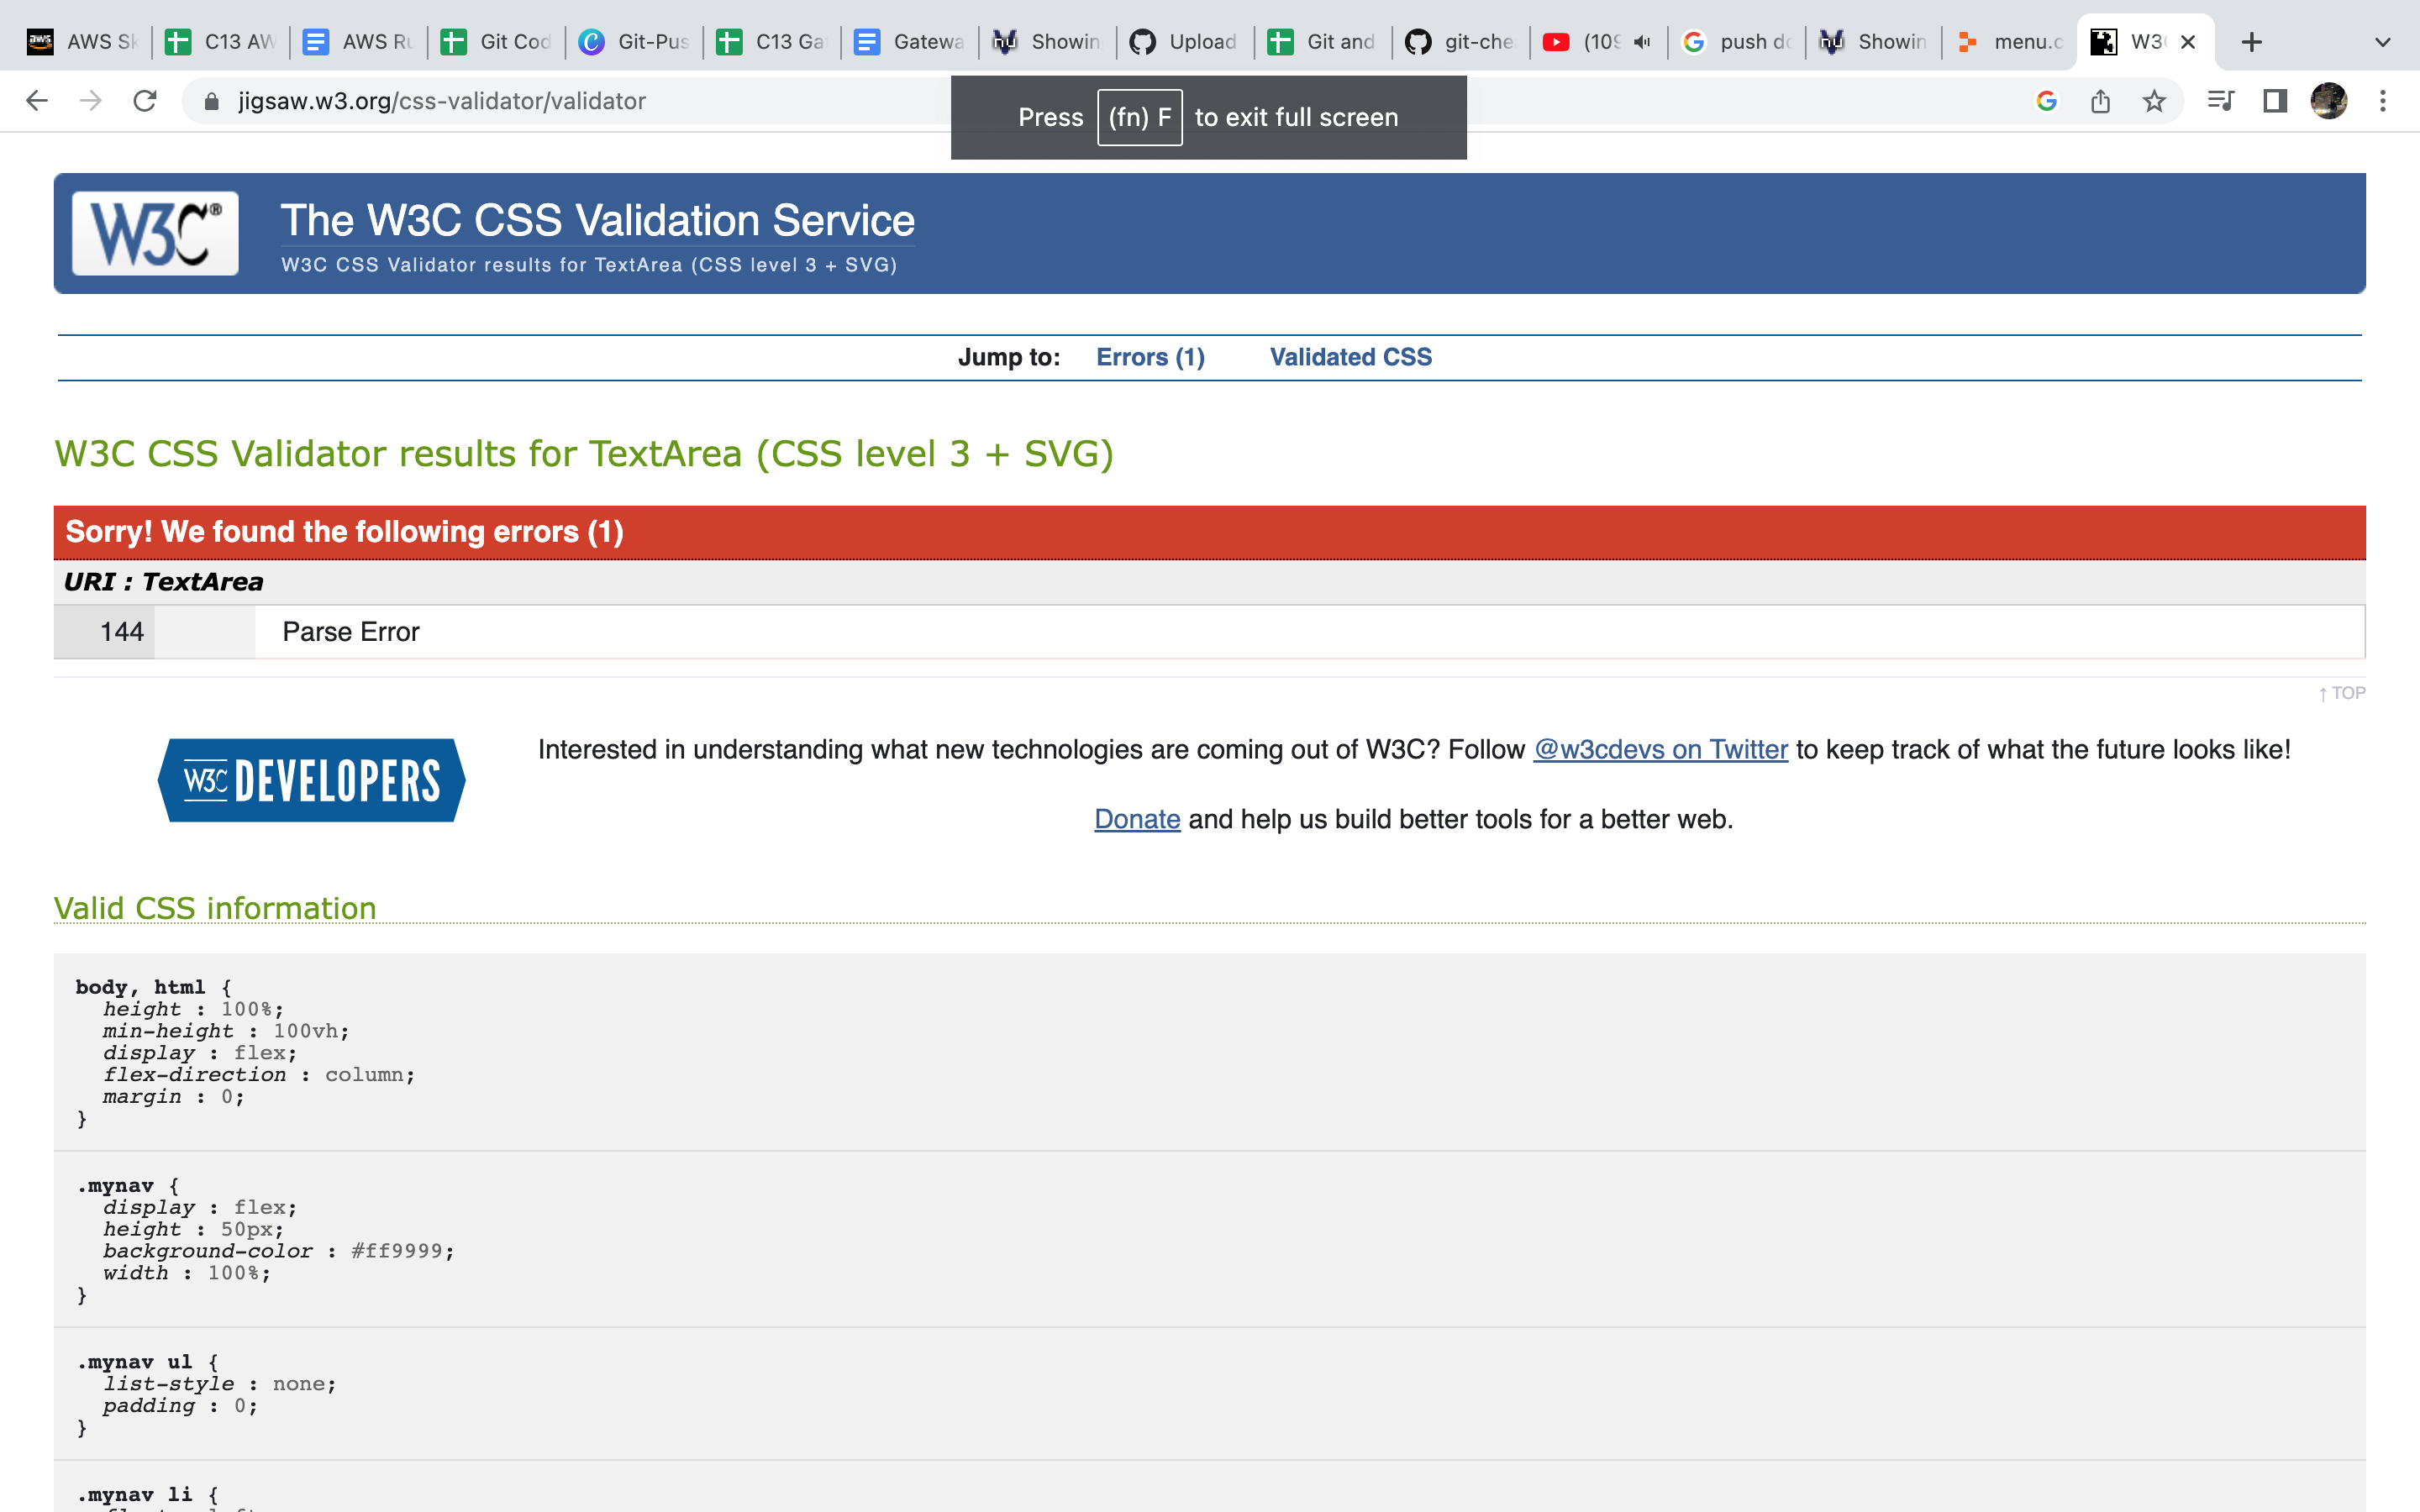 AWS Sk C13 AW AWS Ru Git Cod Git-Pus C13 Ga Gatewa Showin Upload Git and git-che (109 push do Showin menu.c W3C
jigsaw.w3.org/css-validator/validator
Press (fn) F to exit full screen
W3C®
The W3C CSS Validation Service
W3C CSS Validator results for TextArea (CSS level 3 + SVG)
Jump to: Errors (1) Validated CSS
W3C CSS Validator results for TextArea (CSS level 3 + SVG)
Sorry! We found the following errors (1)
URI : TextArea
144 Parse Error
↑ TOP
W3C DEVELOPERS
Interested in understanding what new technologies are coming out of W3C? Follow @w3cdevs on Twitter to keep track of what the future looks like!
Donate and help us build better tools for a better web.
Valid CSS information
body, html {
height : 100%;
min-height : 100vh;
display : flex;
flex-direction : column;
margin : 0;
}
.mynav {
display : flex;
height : 50px;
background-color : #ff9999;
width : 100%;
}
.mynav ul {
list-style : none;
padding : 0;
}
.mynav li {